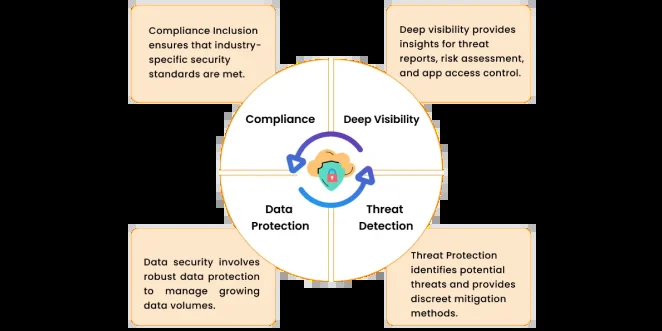 Compliance Inclusion
ensures that industry-
specific security
standards are met.
Deep visibility provides
insights for threat
reports, risk assessment,
and app access control.
Compliance
Deep Visibility
Data
Protection
Threat
Detection
Data security involves
robust data protection
to manage growing
data volumes.
Threat Protection
identifies potential
threats and provides
discreet mitigation
methods.